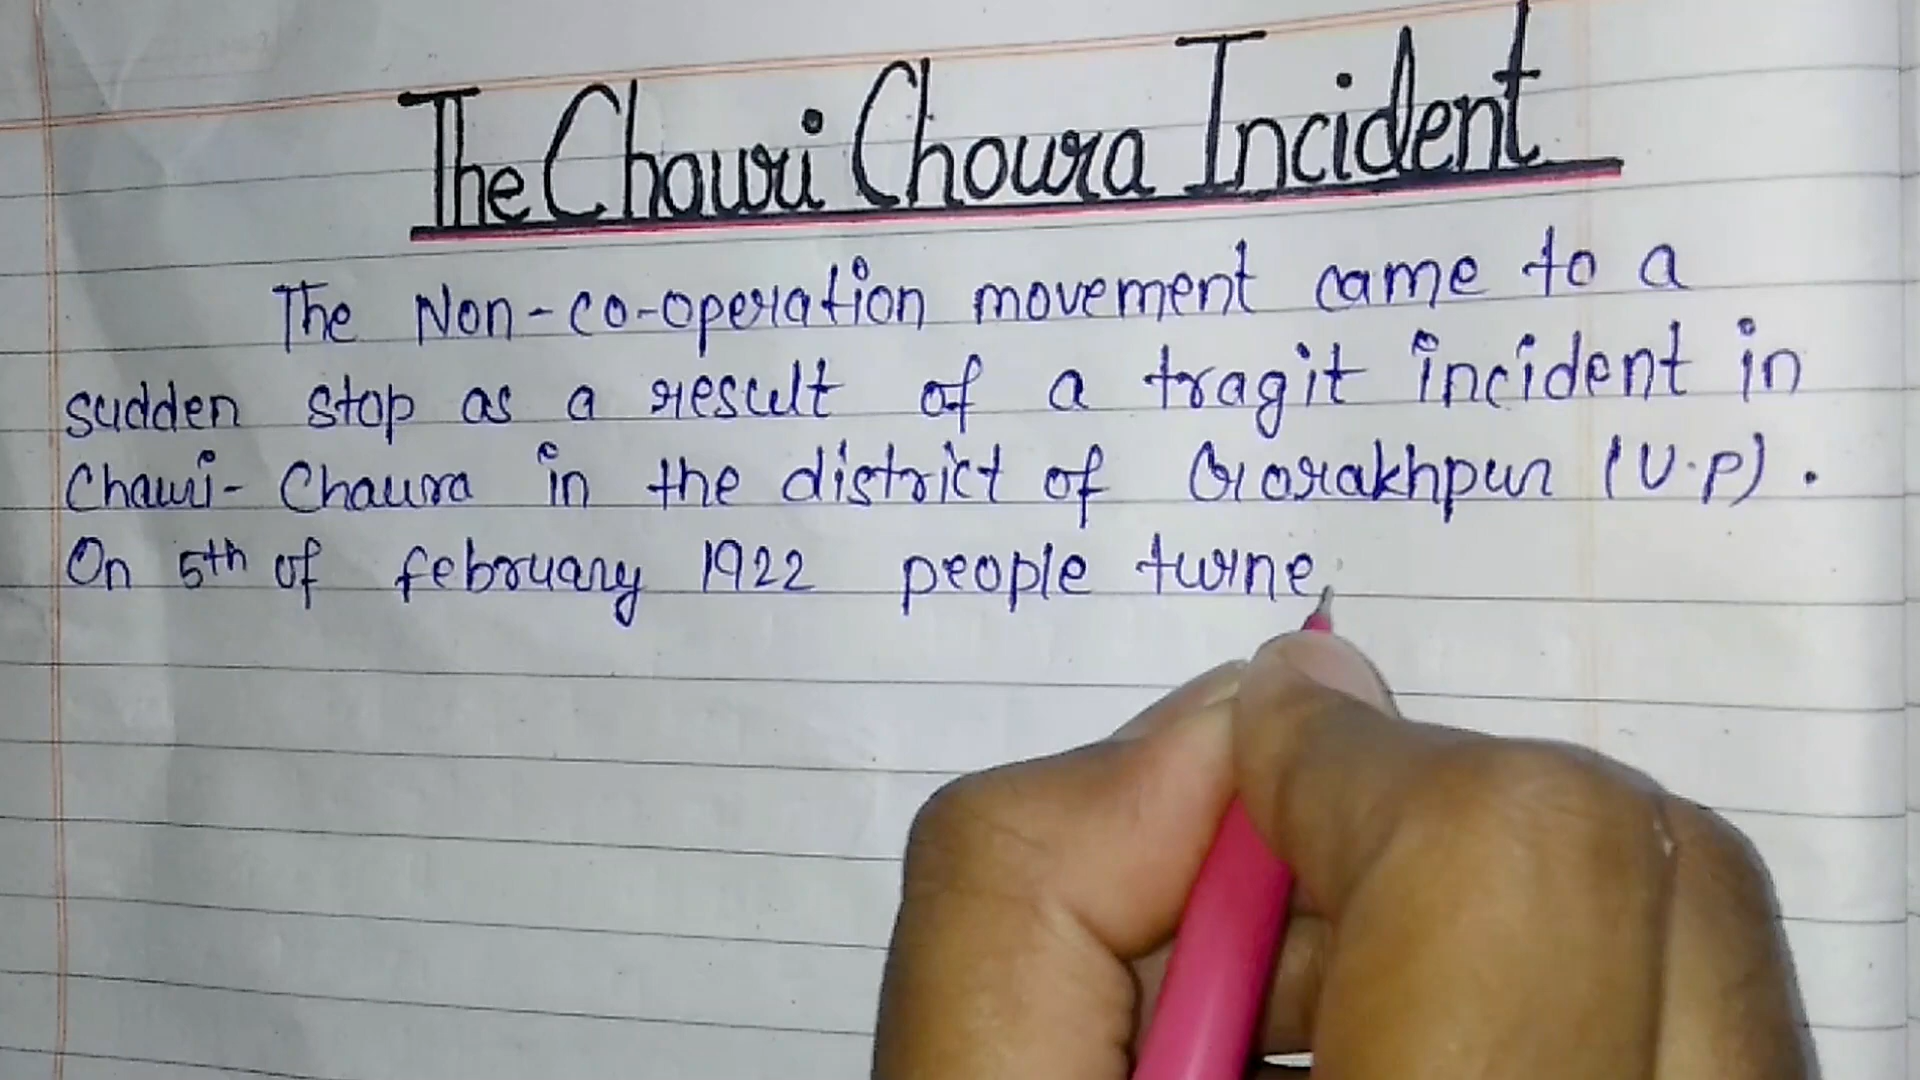 The Chauri Choura Incident
The Non-co-operation movement came to a
sudden stop as a result of a tragit incident in
Chauri-Chaura in the district of Gorakhpur (U.P).
On 5th of february 1922 people turne